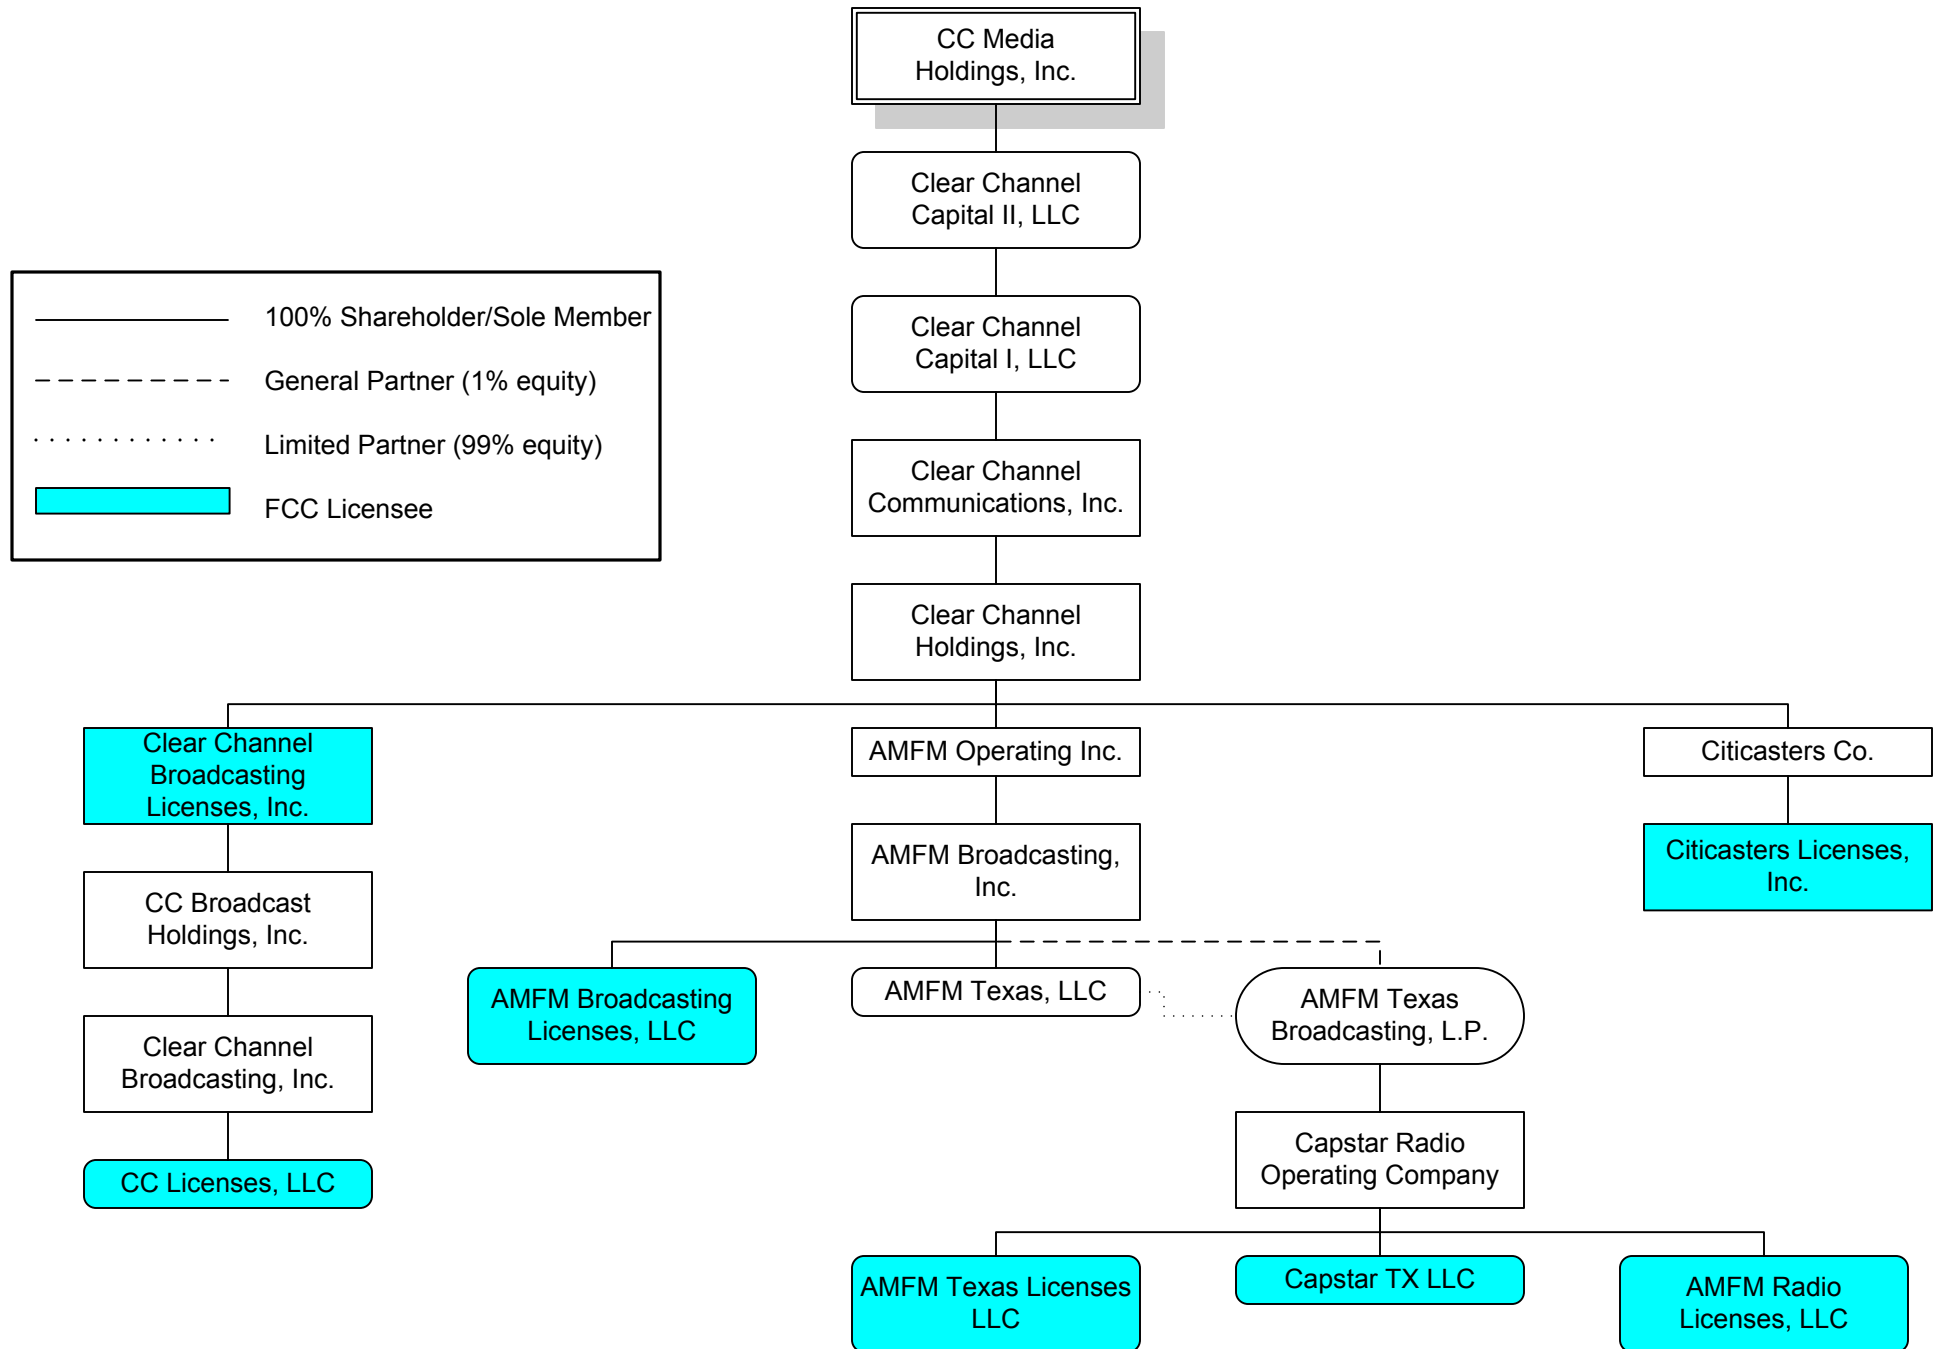 CC Media
Holdings, Inc.
Clear Channel
Capital II, LLC
100% Shareholder/Sole Member
General Partner (1% equity)
Limited Partner (99% equity)
FCC Licensee
Clear Channel
Capital I, LLC
Clear Channel
Communications, Inc.
Clear Channel
Holdings, Inc.
Clear Channel
Broadcasting
Licenses, Inc.
AMFM Operating Inc.
Citicasters Co.
CC Broadcast
Holdings, Inc.
AMFM Broadcasting,
Inc.
Citicasters Licenses,
Inc.
AMFM Broadcasting
Licenses, LLC
AMFM Texas, LLC
AMFM Texas
Broadcasting, L.P.
Clear Channel
Broadcasting, Inc.
Capstar Radio
Operating Company
CC Licenses, LLC
AMFM Texas Licenses
LLC
Capstar TX LLC
AMFM Radio
Licenses, LLC